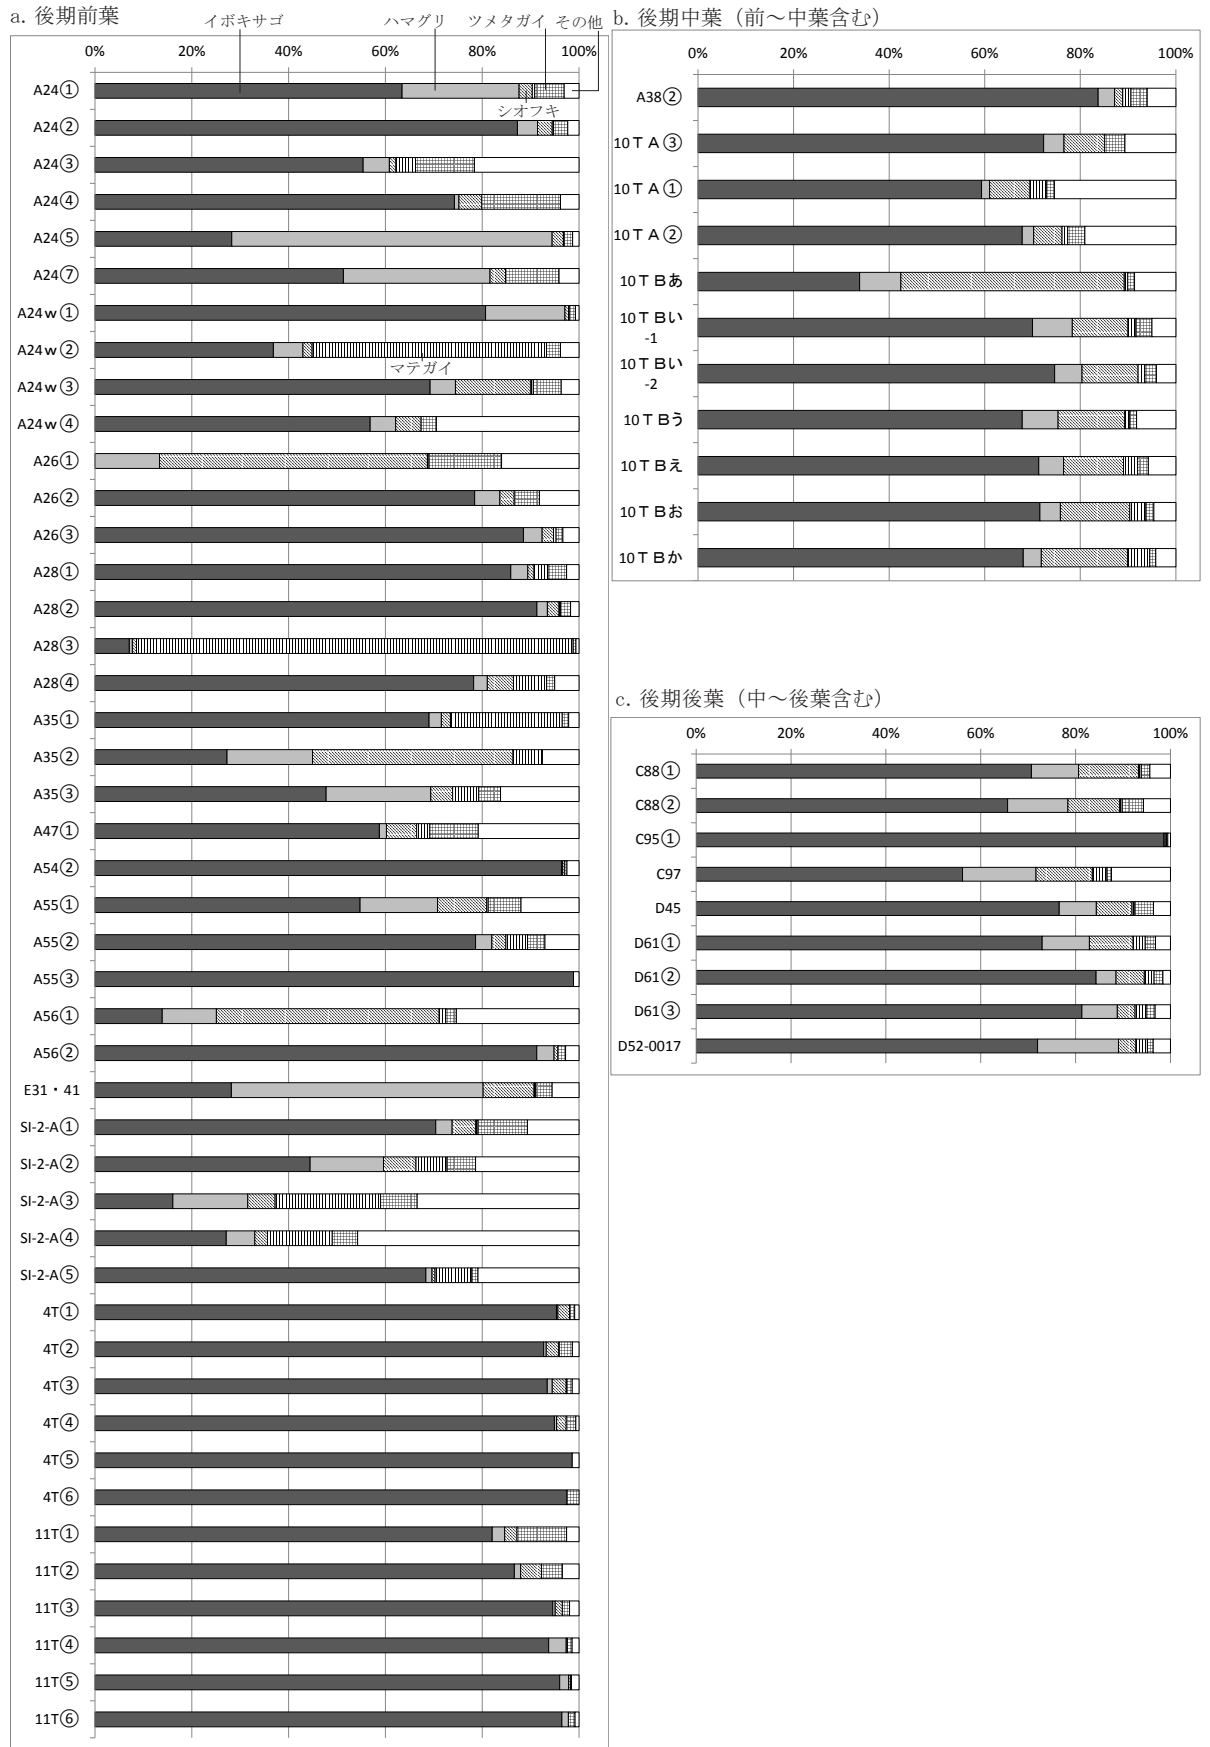 a. 後期前葉
イボキサゴ ハマグリ ツメタガイ その他
0% 20% 40% 60% 80% 100%
A24①
シオフキ
A24②
A24③
A24④
A24⑤
A24⑦
A24w①
A24w②
マテガイ
A24w③
A24w④
A26①
A26②
A26③
A28①
A28②
A28③
A28④
A35①
A35②
A35③
A47①
A54②
A55①
A55②
A55③
A56①
A56②
E31・41
SI-2-A①
SI-2-A②
SI-2-A③
SI-2-A④
SI-2-A⑤
4T①
4T②
4T③
4T④
4T⑤
4T⑥
11T①
11T②
11T③
11T④
11T⑤
11T⑥
b. 後期中葉（前～中葉含む）
0% 20% 40% 60% 80% 100%
A38②
10ＴＡ③
10ＴＡ①
10ＴＡ②
10ＴＢあ
10ＴＢい
-1
10ＴＢい
-2
10ＴＢう
10ＴＢえ
10ＴＢお
10ＴＢか
c. 後期後葉（中～後葉含む）
0% 20% 40% 60% 80% 100%
C88①
C88②
C95①
C97
D45
D61①
D61②
D61③
D52-0017